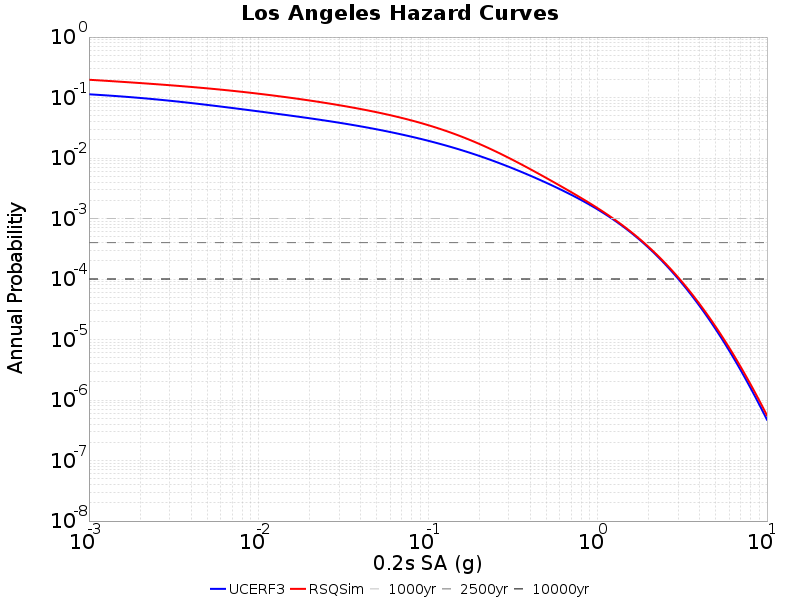 Los Angeles Hazard Curves
Annual Probabilitiy
10^0
10^-1
10^-2
10^-3
10^-4
10^-5
10^-6
10^-7
10^-8
10^-3 10^-2 10^-1 10^0 10^1
0.2s SA (g)
UCERF3 RSQSim 1000yr 2500yr 10000yr